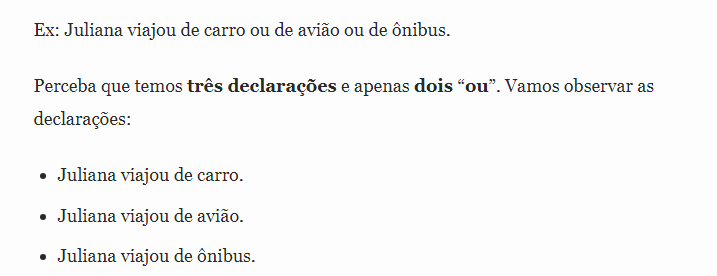 Ex: Juliana viajou de carro ou de avião ou de ônibus.
Perceba que temos três declarações e apenas dois “ou”. Vamos observar as
declarações:
• Juliana viajou de carro.
• Juliana viajou de avião.
• Juliana viajou de ônibus.